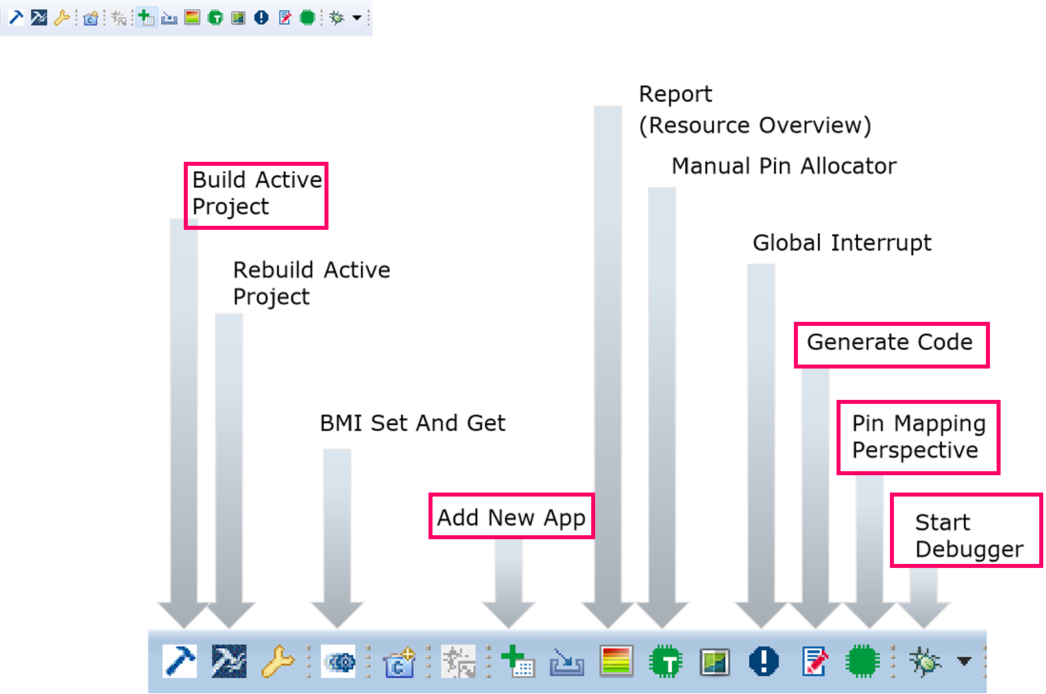 Report
(Resource Overview)
Manual Pin Allocator
Build Active
Project
Global Interrupt
Rebuild Active
Project
Generate Code
BMI Set And Get
Pin Mapping
Perspective
Add New App
Start
Debugger